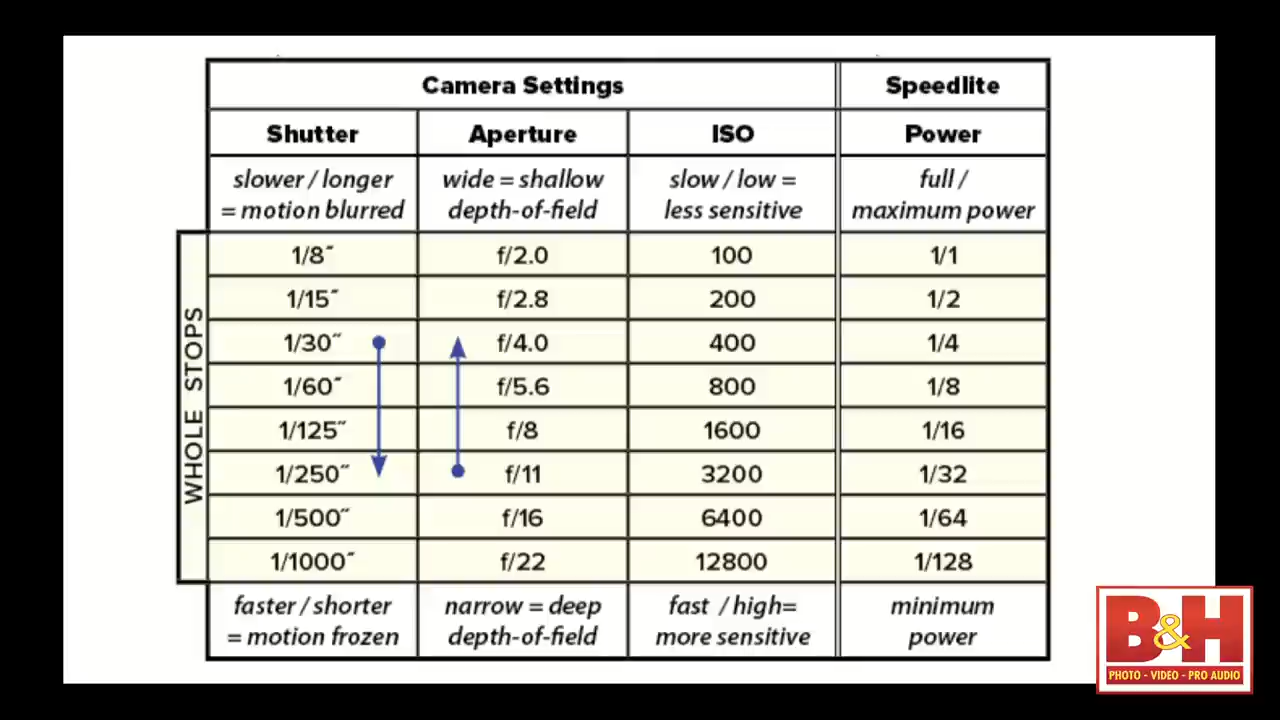 Camera Settings Speedlite
Shutter Aperture ISO Power
slower / longer = motion blurred
wide = shallow depth-of-field
slow / low = less sensitive
full / maximum power
WHOLE STOPS
1/8˝ f/2.0 100 1/1
1/15˝ f/2.8 200 1/2
1/30˝ f/4.0 400 1/4
1/60˝ f/5.6 800 1/8
1/125˝ f/8 1600 1/16
1/250˝ f/11 3200 1/32
1/500˝ f/16 6400 1/64
1/1000˝ f/22 12800 1/128
faster / shorter = motion frozen
narrow = deep depth-of-field
fast / high= more sensitive
minimum power
B&H
PHOTO - VIDEO - PRO AUDIO